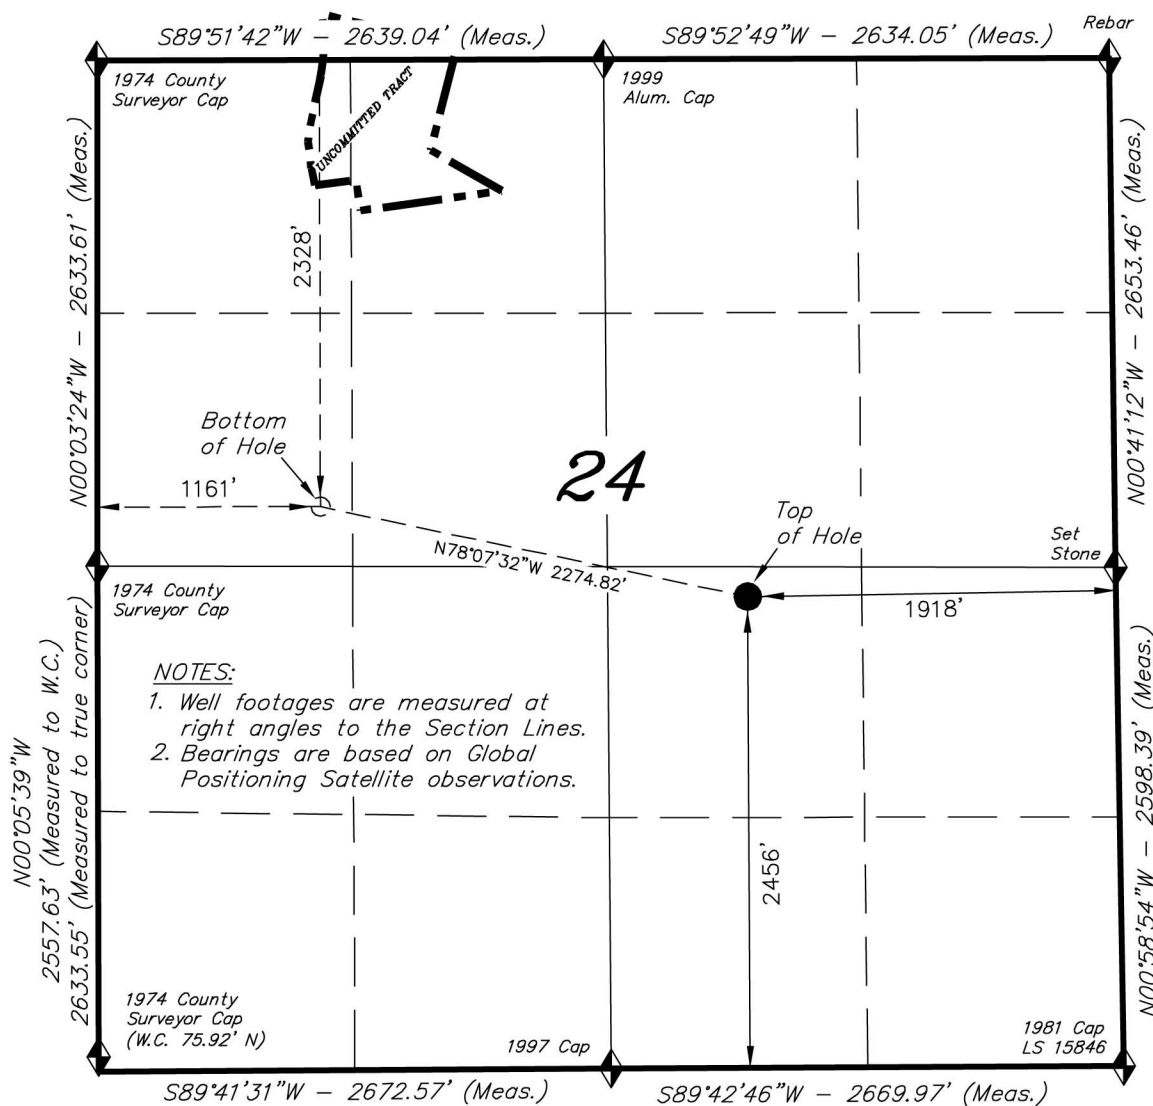 S89°51'42"W - 2639.04' (Meas.)
S89°52'49"W - 2634.05' (Meas.)
Rebar
1974 County
Surveyor Cap
UNCOMMITTED TRACT
1999
Alum. Cap
N00°03'24"W - 2633.61' (Meas.)
2328'
N00°41'12"W - 2653.46' (Meas.)
Bottom
of Hole
1161'
24
Top
of Hole
Set
Stone
N78°07'32"W 2274.82'
1918'
1974 County
Surveyor Cap
NOTES:
1. Well footages are measured at
right angles to the Section Lines.
2. Bearings are based on Global
Positioning Satellite observations.
N00°05'39"W
2557.63' (Measured to W.C.)
2633.55' (Measured to true corner)
2456'
N00°58'54"W - 2598.39' (Meas.)
1974 County
Surveyor Cap
(W.C. 75.92' N)
1997 Cap
1981 Cap
LS 15846
S89°41'31"W - 2672.57' (Meas.)
S89°42'46"W - 2669.97' (Meas.)